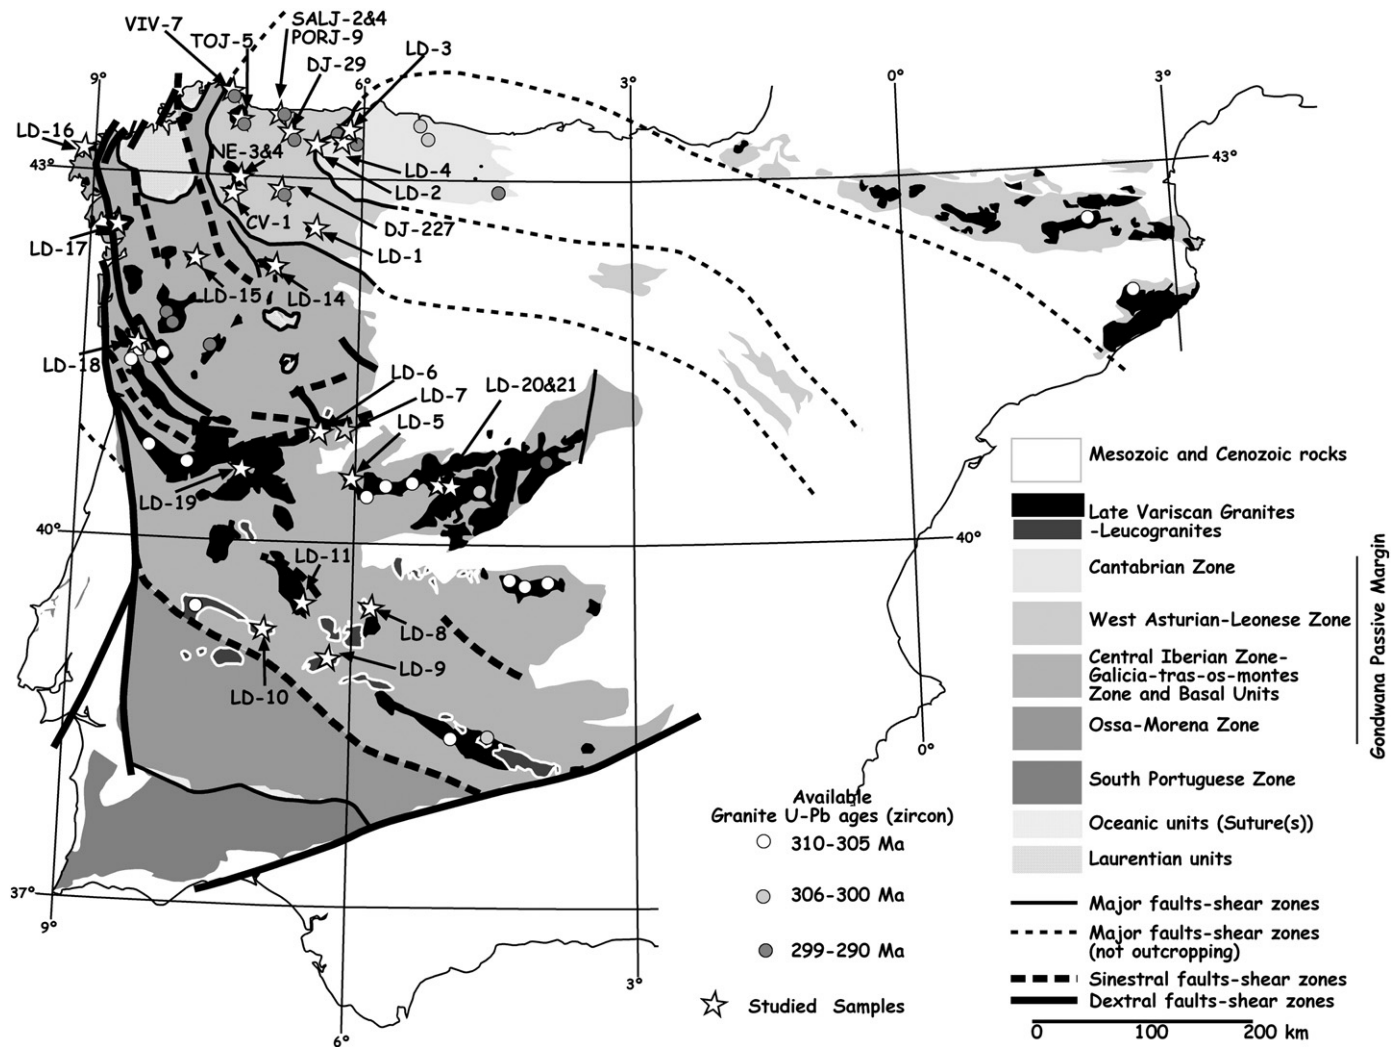 VIV-7
TOJ-5
SALJ-2&4
PORJ-9
DJ-29
LD-3
9°
6°
3°
0°
3°
LD-16
43°
43°
NE-3&4
LD-4
LD-2
CV-1
DJ-227
LD-17
LD-1
LD-15
LD-14
LD-18
LD-6
LD-7
LD-20&21
LD-5
LD-19
40°
40°
LD-11
LD-8
LD-9
LD-10
0°
37°
9°
3°
6°
Available
Granite U-Pb ages (zircon)
310-305 Ma
306-300 Ma
299-290 Ma
Studied Samples
Mesozoic and Cenozoic rocks
Late Variscan Granites
-Leucogranites
Cantabrian Zone
West Asturian-Leonese Zone
Central Iberian Zone-
Galicia-tras-os-montes
Zone and Basal Units
Ossa-Morena Zone
South Portuguese Zone
Oceanic units (Suture(s))
Laurentian units
Gondwana Passive Margin
Major faults-shear zones
Major faults-shear zones
(not outcropping)
Sinestral faults-shear zones
Dextral faults-shear zones
0 100 200 km